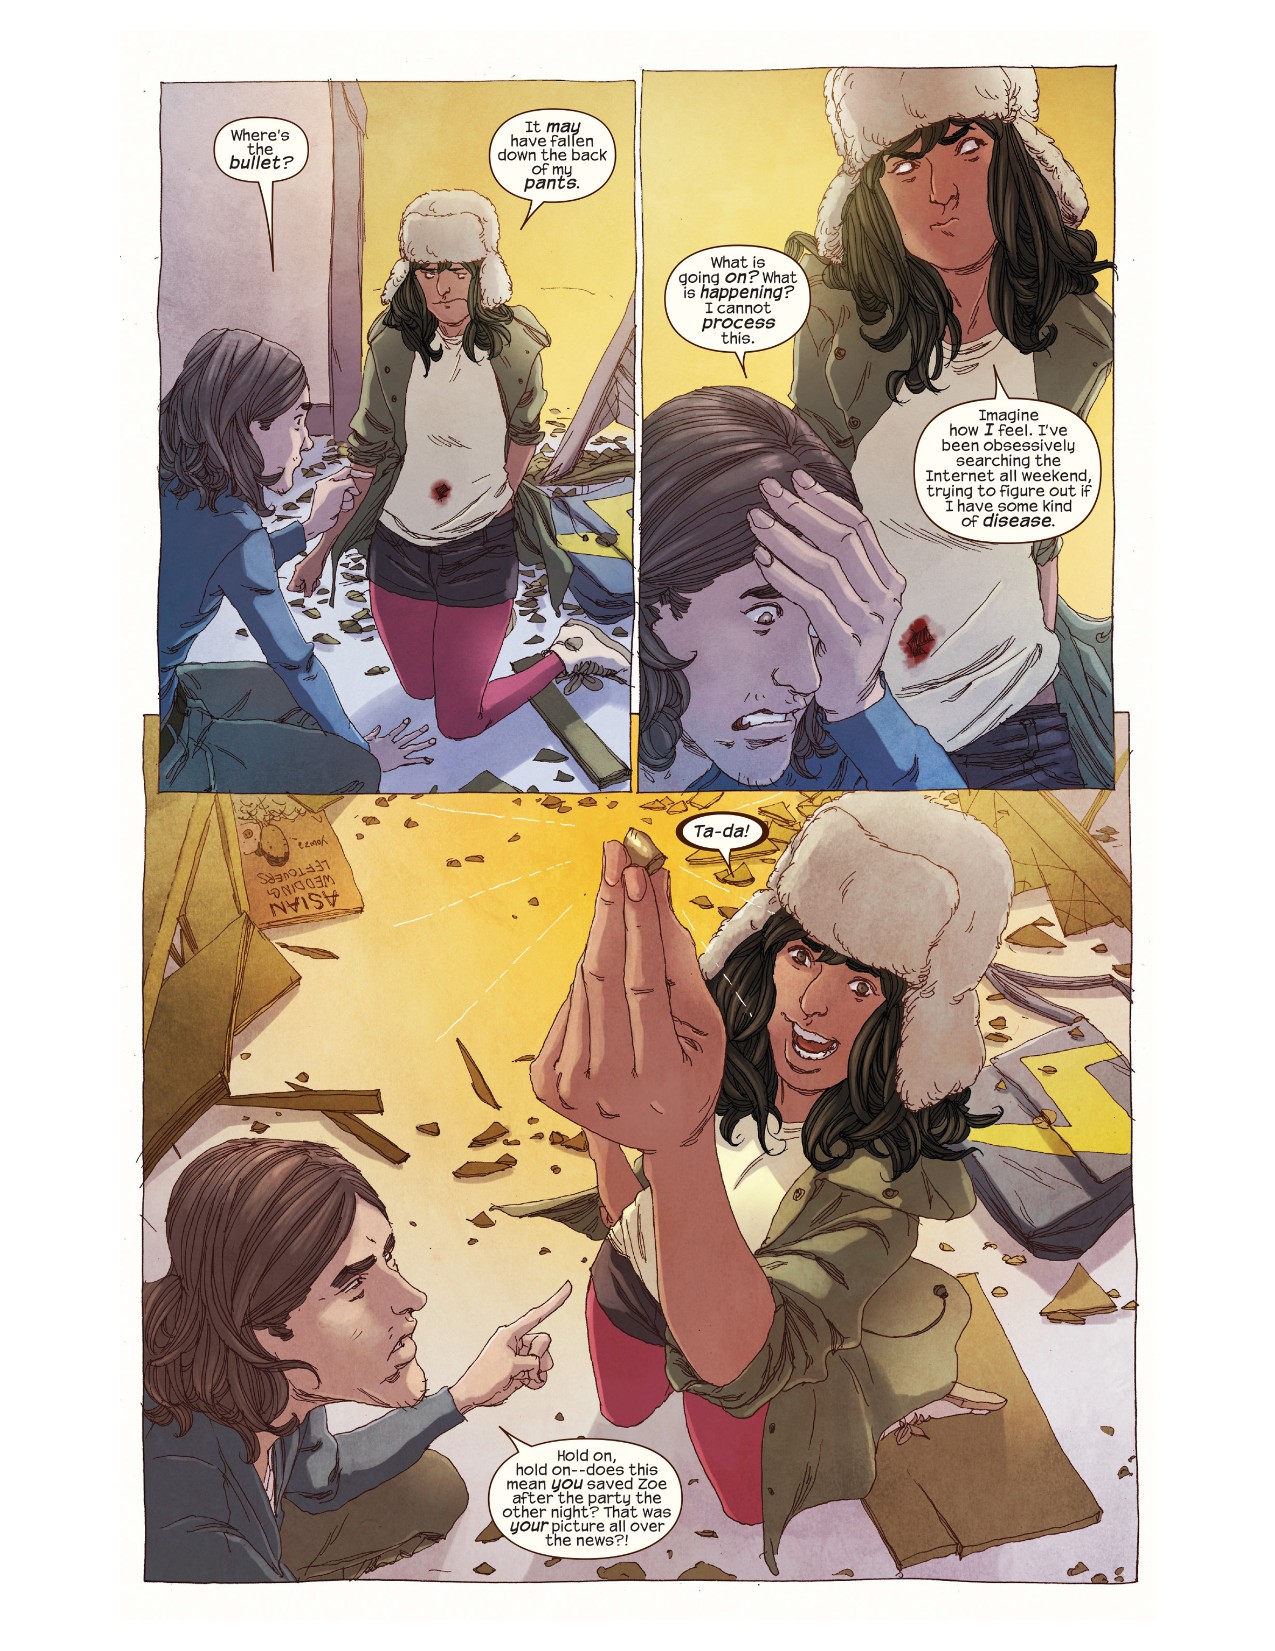 Where's
the
bullet?
It may
have fallen
down the back
of my
pants.
What is
going on? What
is happening?
I cannot
process
this.
Imagine
how I feel. I've
been obsessively
searching the
Internet all weekend,
trying to figure out if
I have some kind
of disease.
Ta-da!
ASIAN
WEDDING
LEFTOVERS
Hold on,
hold on--does this
mean you saved Zoe
after the party the
other night? That was
your picture all over
the news?!